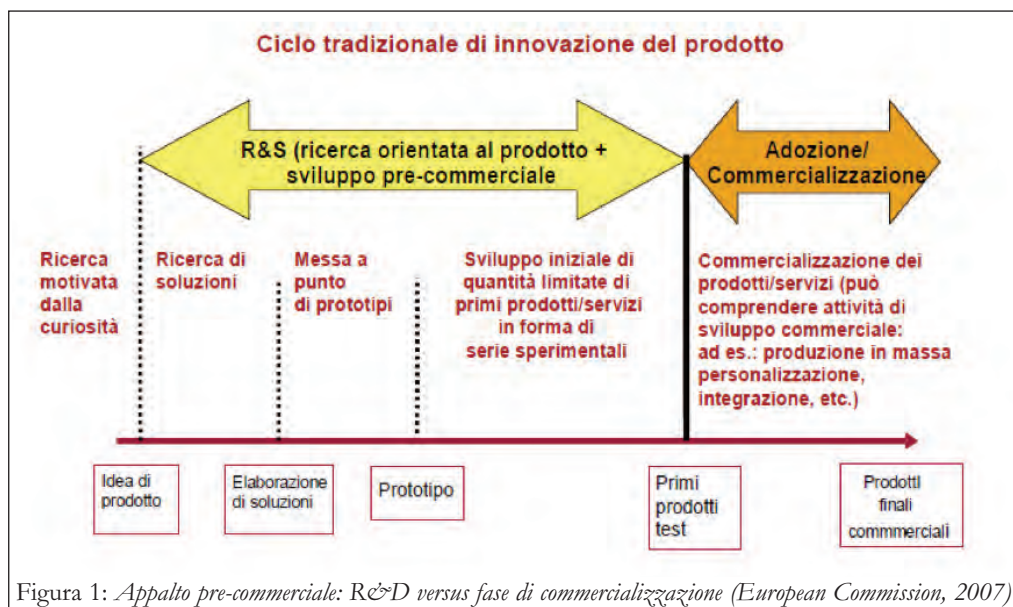 Ciclo tradizionale di innovazione del prodotto
R&S (ricerca orientata al prodotto +
sviluppo pre-commerciale
Adozione/
Commercializzazione
Ricerca
motivata
dalla
curiosità
Ricerca di
soluzioni
Messa a
punto
di prototipi
Sviluppo iniziale di
quantità limitate di
primi prodotti/servizi
in forma di
serie sperimentali
Commercializzazione dei
prodotti/servizi (può
comprendere attività di
sviluppo commerciale:
ad es.: produzione in massa
personalizzazione,
integrazione, etc.)
Idea di
prodotto
Elaborazione
di soluzioni
Prototipo
Primi
prodotti
test
Prodotti
finali
commmerciali
Figura 1: Appalto pre-commerciale: R&D versus fase di commercializzazione (European Commission, 2007)